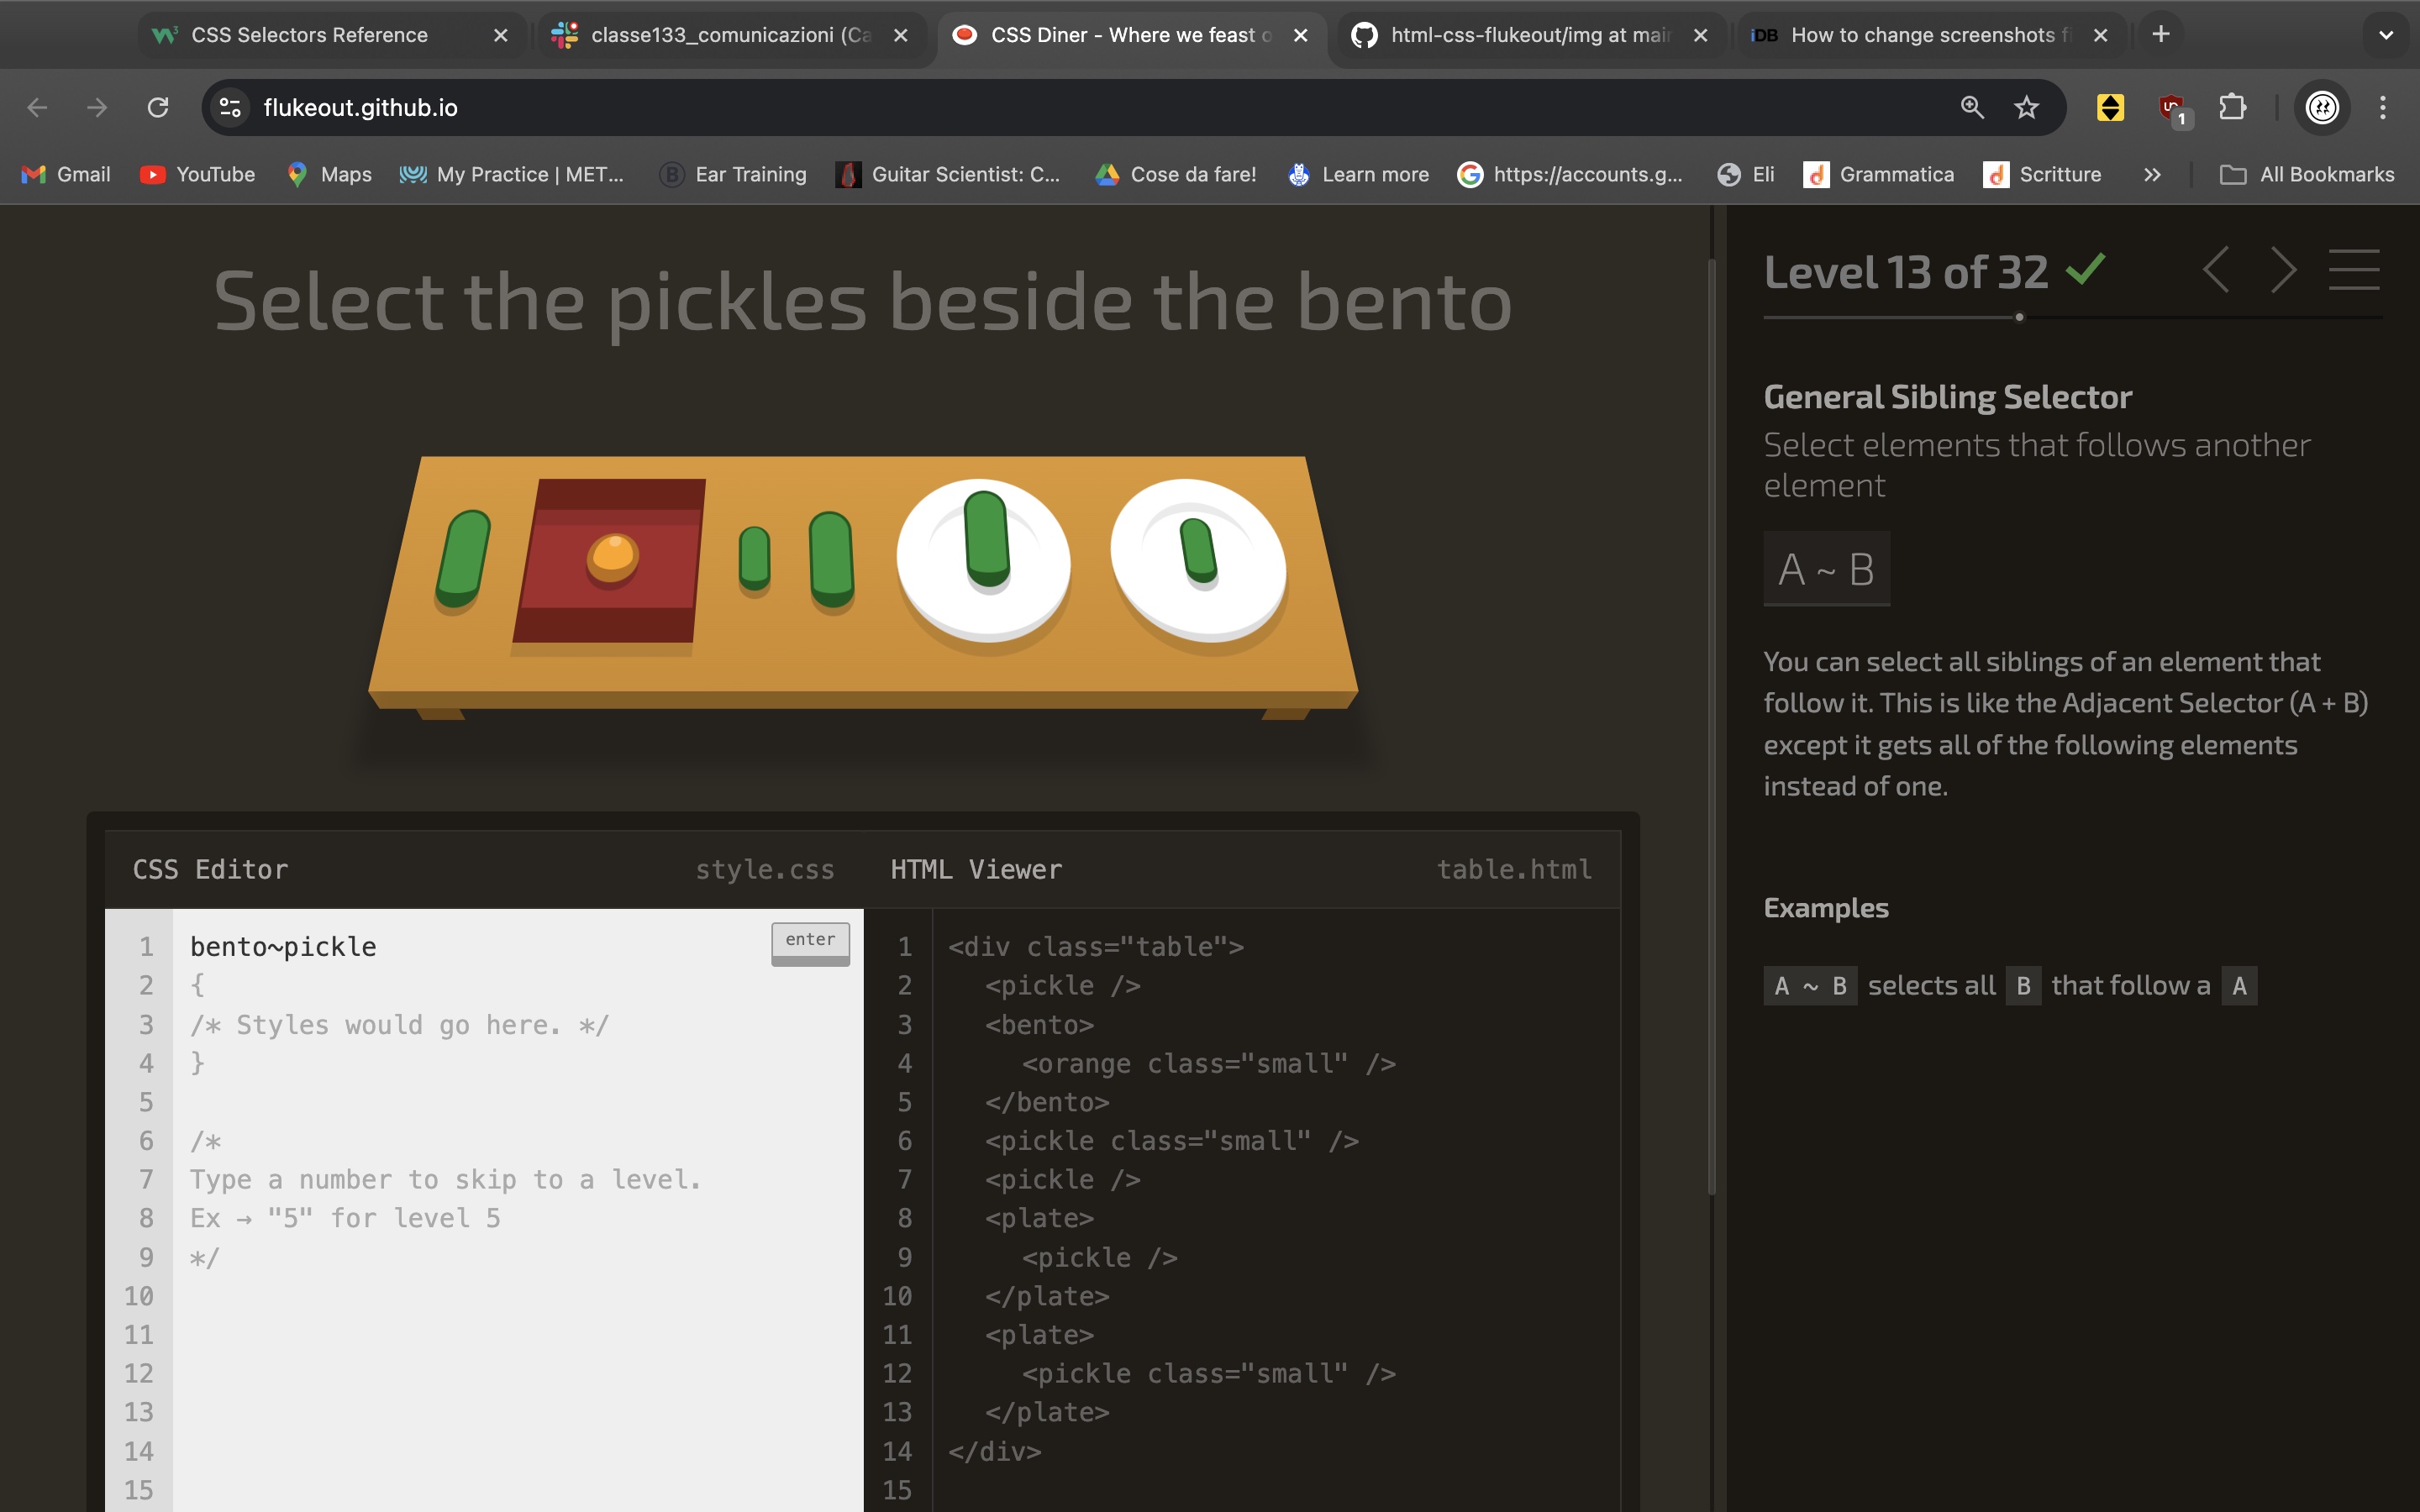 CSS Selectors Reference
classe133_comunicazioni (Ca
CSS Diner - Where we feast o
html-css-flukeout/img at main
How to change screenshots f
flukeout.github.io
1
Gmail
YouTube
Maps
My Practice | MET...
Ear Training
Guitar Scientist: C...
Cose da fare!
Learn more
https://accounts.g...
Eli
Grammatica
Scritture
All Bookmarks
Select the pickles beside the bento
CSS Editor style.css
1 bento~pickle
enter
2 {
3 /* Styles would go here. */
4 }
5
6 /*
7 Type a number to skip to a level.
8 Ex → "5" for level 5
9 */
10
11
12
13
14
15
HTML Viewer table.html
1 <div class="table">
2 <pickle />
3 <bento>
4 <orange class="small" />
5 </bento>
6 <pickle class="small" />
7 <pickle />
8 <plate>
9 <pickle />
10 </plate>
11 <plate>
12 <pickle class="small" />
13 </plate>
14 </div>
15
Level 13 of 32
General Sibling Selector
Select elements that follows another
element
A ~ B
You can select all siblings of an element that
follow it. This is like the Adjacent Selector (A + B)
except it gets all of the following elements
instead of one.
Examples
A ~ B selects all B that follow a A